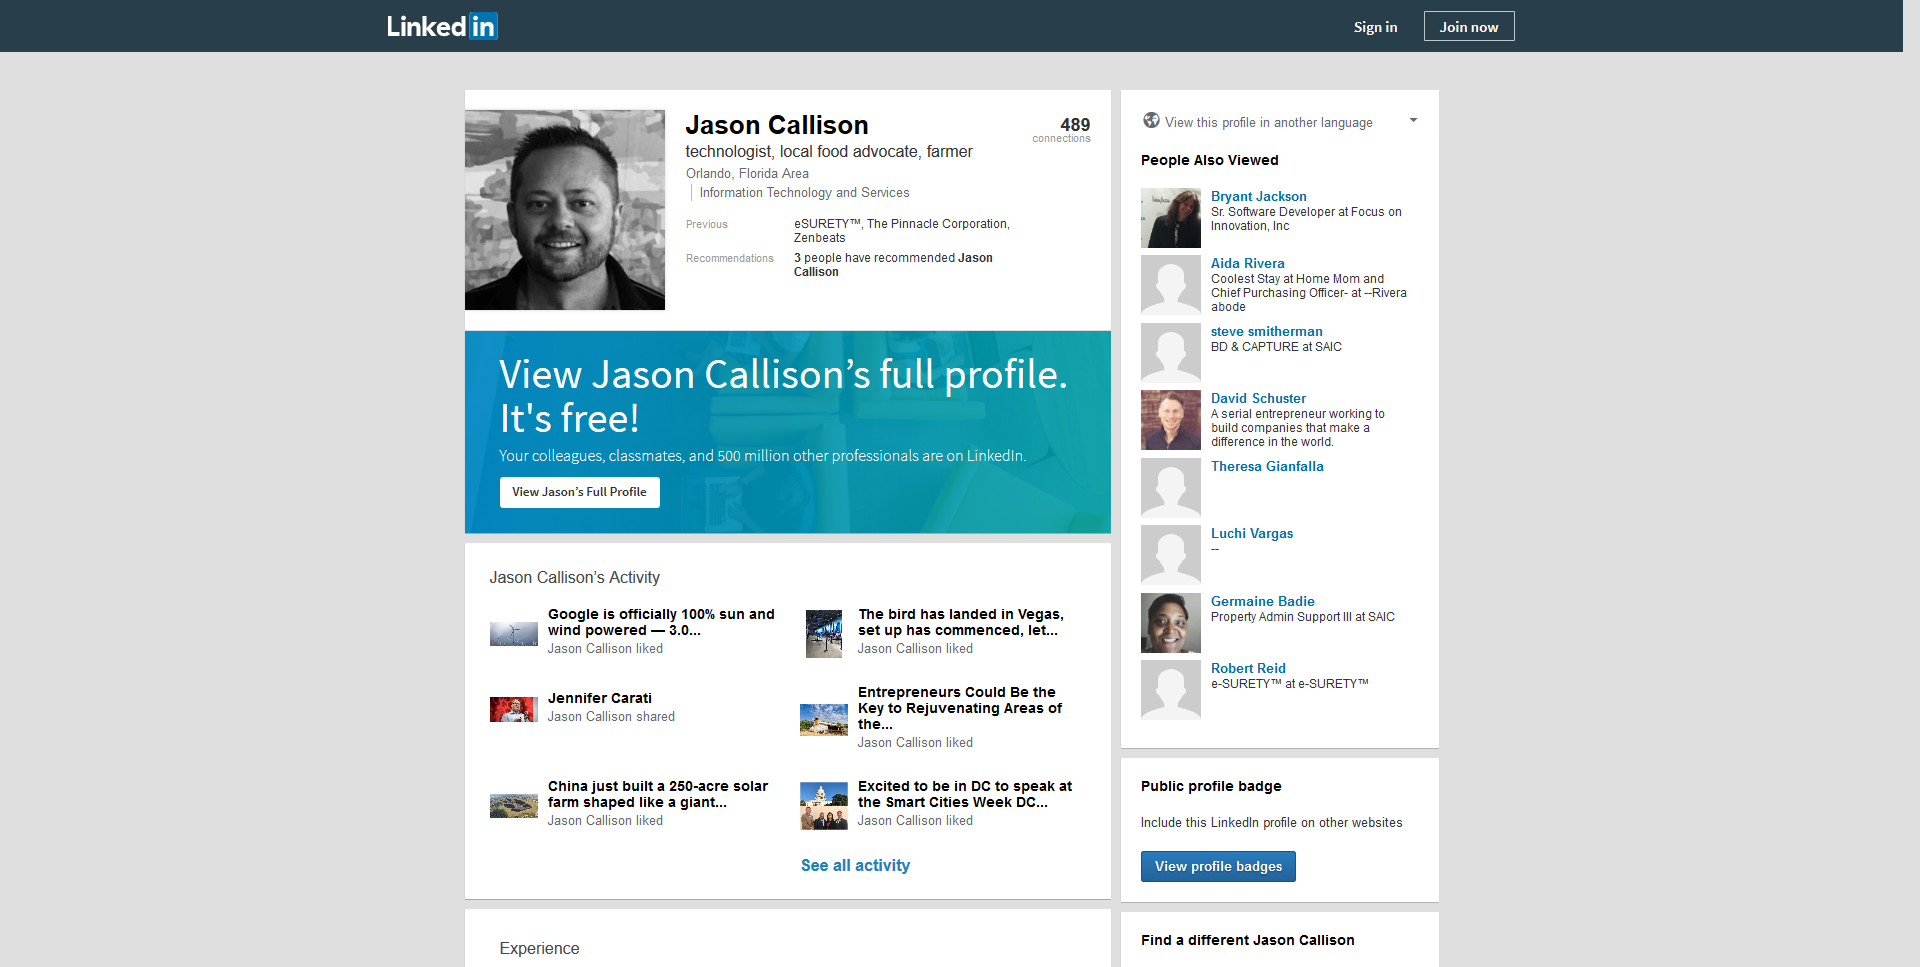 Linked in
Sign in
Join now
Jason Callison
technologist, local food advocate, farmer
Orlando, Florida Area
Information Technology and Services
489
connections
Previous
eSURETY™, The Pinnacle Corporation,
Zenbeats
Recommendations
3 people have recommended Jason
Callison
View Jason Callison’s full profile.
It's free!
Your colleagues, classmates, and 500 million other professionals are on LinkedIn.
View Jason’s Full Profile
Jason Callison’s Activity
Google is officially 100% sun and
wind powered — 3.0...
Jason Callison liked
The bird has landed in Vegas,
set up has commenced, let...
Jason Callison liked
Jennifer Carati
Jason Callison shared
Entrepreneurs Could Be the
Key to Rejuvenating Areas of
the...
Jason Callison liked
China just built a 250-acre solar
farm shaped like a giant...
Jason Callison liked
Excited to be in DC to speak at
the Smart Cities Week DC...
Jason Callison liked
See all activity
Experience
View this profile in another language
People Also Viewed
Bryant Jackson
Sr. Software Developer at Focus on
Innovation, Inc
Aida Rivera
Coolest Stay at Home Mom and
Chief Purchasing Officer- at --Rivera
abode
steve smitherman
BD & CAPTURE at SAIC
David Schuster
A serial entrepreneur working to
build companies that make a
difference in the world.
Theresa Gianfalla
Luchi Vargas
--
Germaine Badie
Property Admin Support III at SAIC
Robert Reid
e-SURETY™ at e-SURETY™
Public profile badge
Include this LinkedIn profile on other websites
View profile badges
Find a different Jason Callison